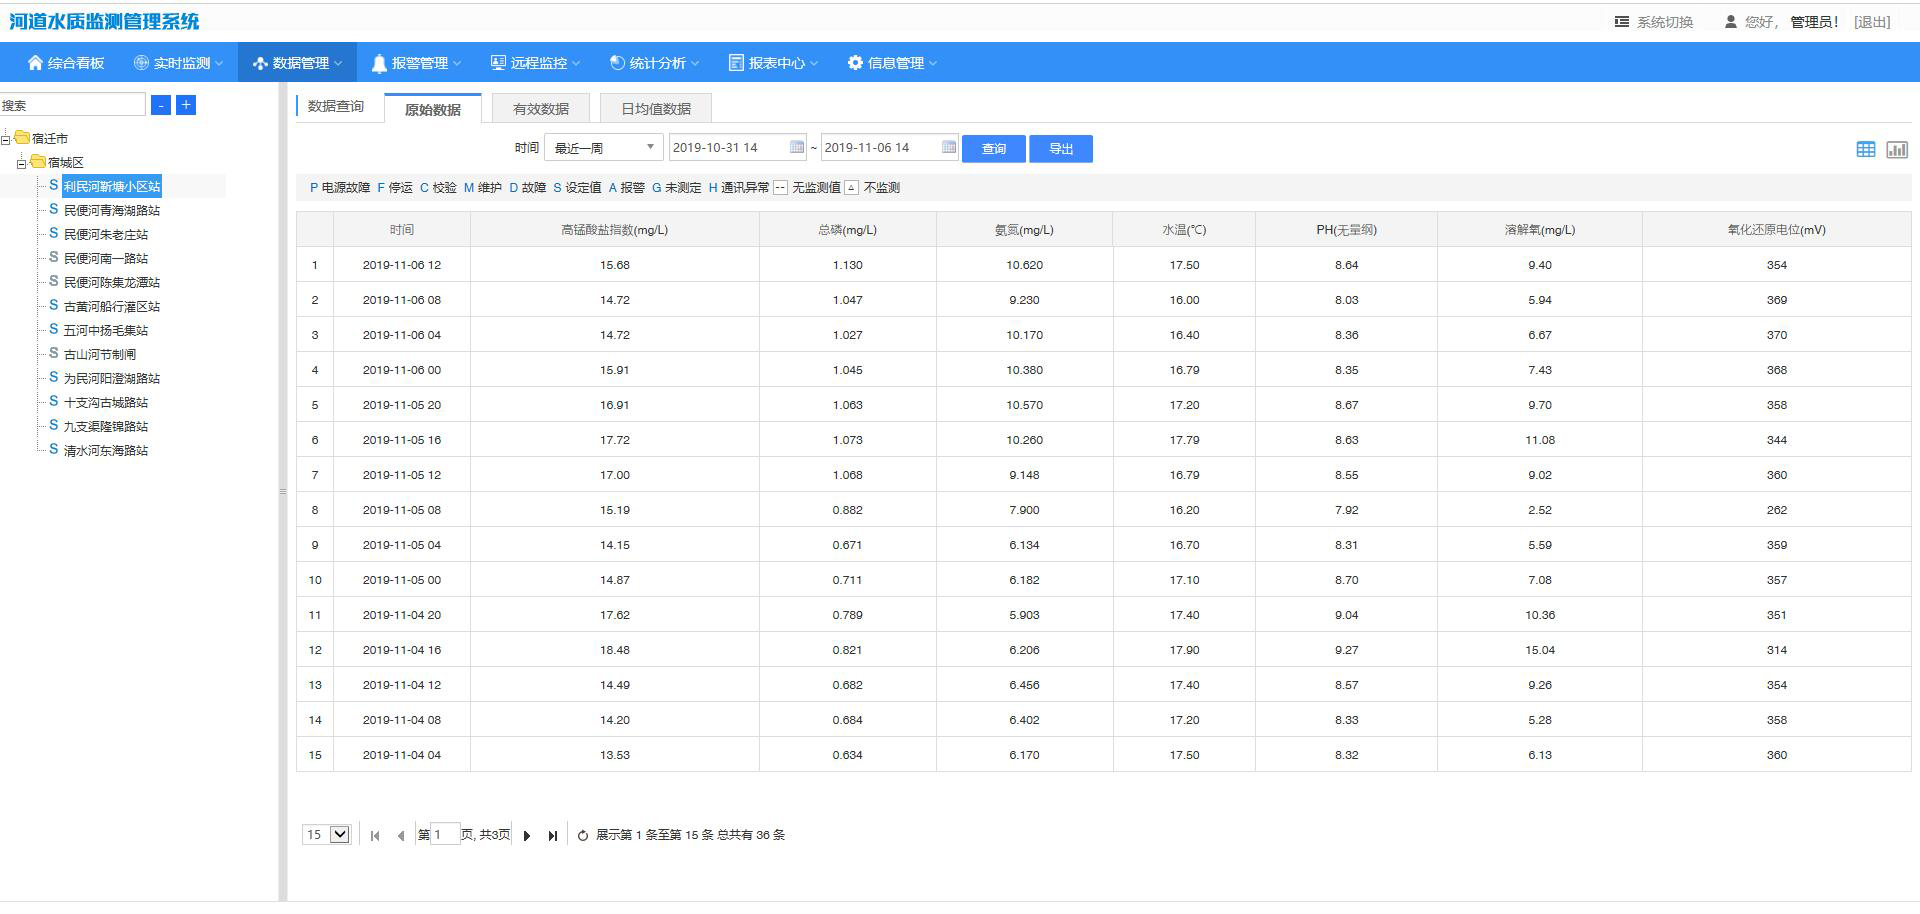 河道水质监测管理系统
系统切换 您好，管理员！ [退出]
综合看板 实时监测 数据管理 报警管理 远程监控 统计分析 报表中心 信息管理
搜索 - +
宿迁市
宿城区
S 利民河靳塘小区站
S 民便河青海湖路站
S 民便河朱老庄站
S 民便河南一路站
S 民便河陈集龙潭站
S 古黄河船行灌区站
S 五河中扬毛集站
S 古山河节制闸
S 为民河阳澄湖路站
S 十支沟古城路站
S 九支渠隆锦路站
S 清水河东海路站
数据查询 原始数据 有效数据 日均值数据
时间 最近一周 2019-10-31 14 ~ 2019-11-06 14 查询 导出
P 电源故障 F 停运 C 校验 M 维护 D 故障 S 设定值 A 报警 G 未测定 H 通讯异常 -- 无监测值 △ 不监测
时间 高锰酸盐指数(mg/L) 总磷(mg/L) 氨氮(mg/L) 水温(℃) PH(无量纲) 溶解氧(mg/L) 氧化还原电位(mV)
1 2019-11-06 12 15.68 1.130 10.620 17.50 8.64 9.40 354
2 2019-11-06 08 14.72 1.047 9.230 16.00 8.03 5.94 369
3 2019-11-06 04 14.72 1.027 10.170 16.40 8.36 6.67 370
4 2019-11-06 00 15.91 1.045 10.380 16.79 8.35 7.43 368
5 2019-11-05 20 16.91 1.063 10.570 17.20 8.67 9.70 358
6 2019-11-05 16 17.72 1.073 10.260 17.79 8.63 11.08 344
7 2019-11-05 12 17.00 1.068 9.148 16.79 8.55 9.02 360
8 2019-11-05 08 15.19 0.882 7.900 16.20 7.92 2.52 262
9 2019-11-05 04 14.15 0.671 6.134 16.70 8.31 5.59 359
10 2019-11-05 00 14.87 0.711 6.182 17.10 8.70 7.08 357
11 2019-11-04 20 17.62 0.789 5.903 17.40 9.04 10.36 351
12 2019-11-04 16 18.48 0.821 6.206 17.90 9.27 15.04 314
13 2019-11-04 12 14.49 0.682 6.456 17.40 8.57 9.26 354
14 2019-11-04 08 14.20 0.684 6.402 17.20 8.33 5.28 358
15 2019-11-04 04 13.53 0.634 6.170 17.50 8.32 6.13 360
15 第 1 页, 共3页 展示第 1 条至第 15 条 总共有 36 条